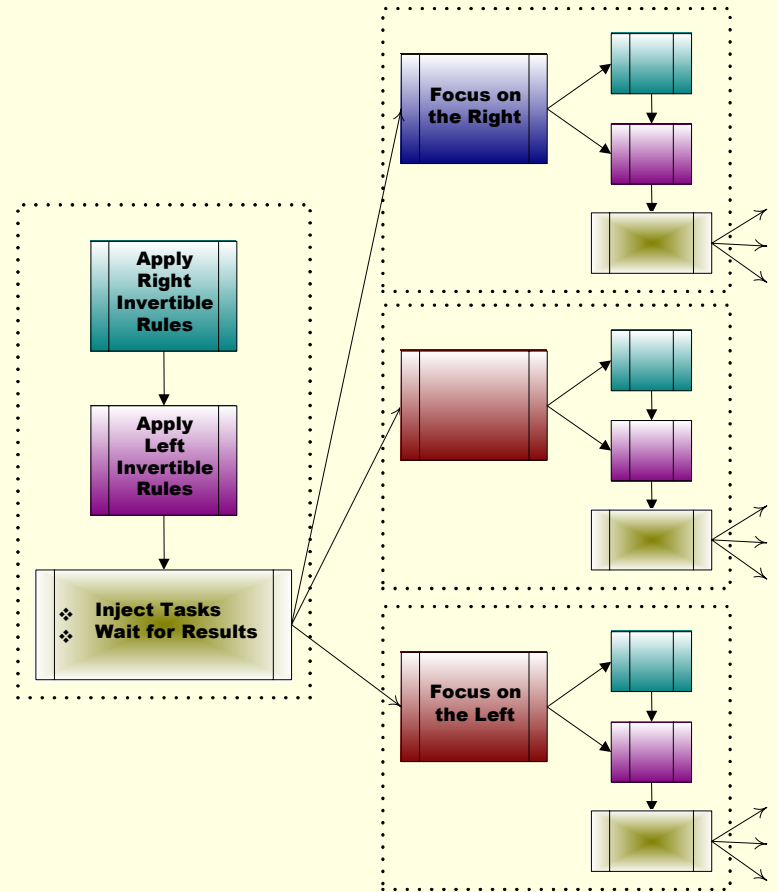 Apply
Right
Invertible
Rules
Apply
Left
Invertible
Rules
❖ Inject Tasks
❖ Wait for Results
Focus on
the Right
Focus on
the Left